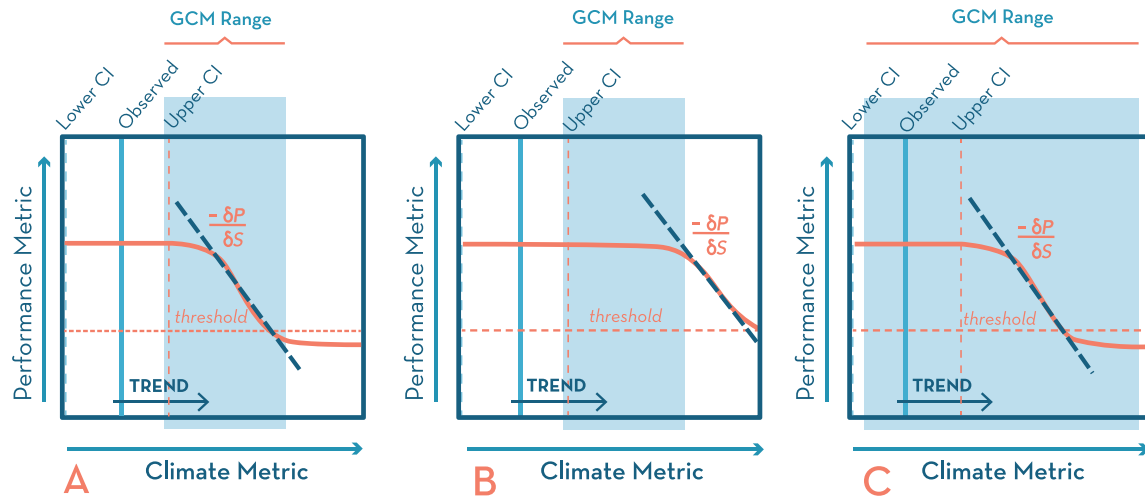 GCM Range
Lower CI
Observed
Upper CI
Performance Metric
- δP
δS
threshold
TREND
A
Climate Metric
GCM Range
Lower CI
Observed
Upper CI
Performance Metric
- δP
δS
threshold
TREND
B
Climate Metric
GCM Range
Lower CI
Observed
Upper CI
Performance Metric
- δP
δS
threshold
TREND
C
Climate Metric